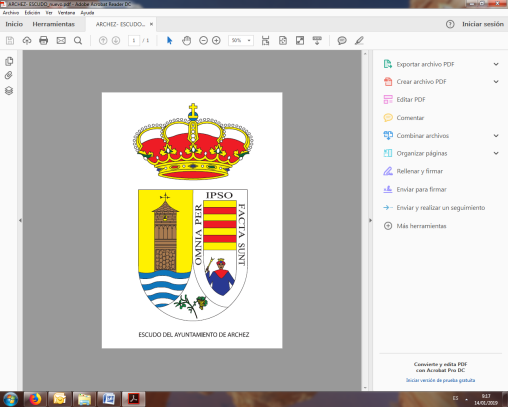 ARCHEZ- ESCUDO_nuevo.pdf - Adobe Acrobat Reader DC
Archivo Edición Ver Ventana Ayuda
Inicio Herramientas ARCHEZ- ESCUDO... × Iniciar sesión
1 / 1 50%
Exportar archivo PDF
Crear archivo PDF
Editar PDF
Comentar
Combinar archivos
Organizar páginas
Rellenar y firmar
Enviar para firmar
Enviar y realizar un seguimiento
Más herramientas
OMNIA PER
IPSO
FACTA SUNT
ESCUDO DEL AYUNTAMIENTO DE ARCHEZ
Convierte y edita PDF
con Acrobat Pro DC
Iniciar versión de prueba gratuita
ES
9:17
14/01/2019